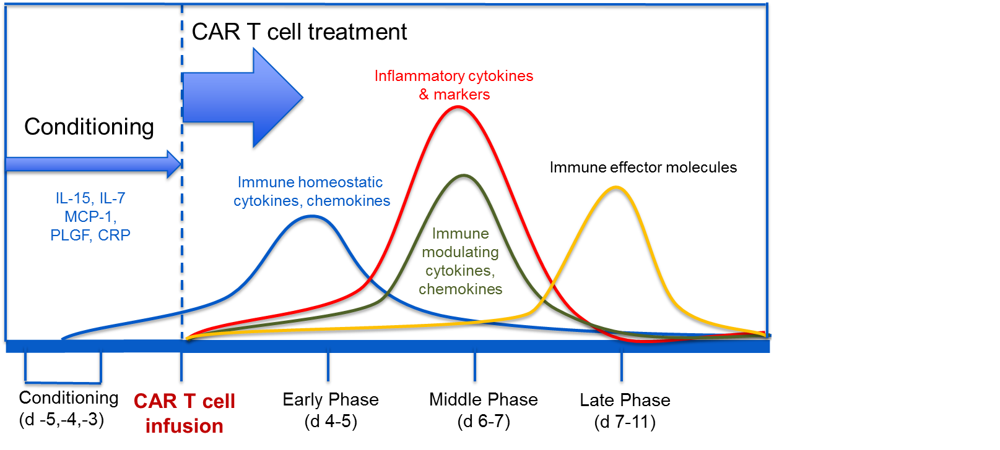 CAR T cell treatment
Inflammatory cytokines
& markers
Conditioning
Immune effector molecules
Immune homeostatic
cytokines, chemokines
IL-15, IL-7
MCP-1,
PLGF, CRP
Immune
modulating
cytokines,
chemokines
Conditioning
(d -5,-4,-3)
CAR T cell
infusion
Early Phase
(d 4-5)
Middle Phase
(d 6-7)
Late Phase
(d 7-11)